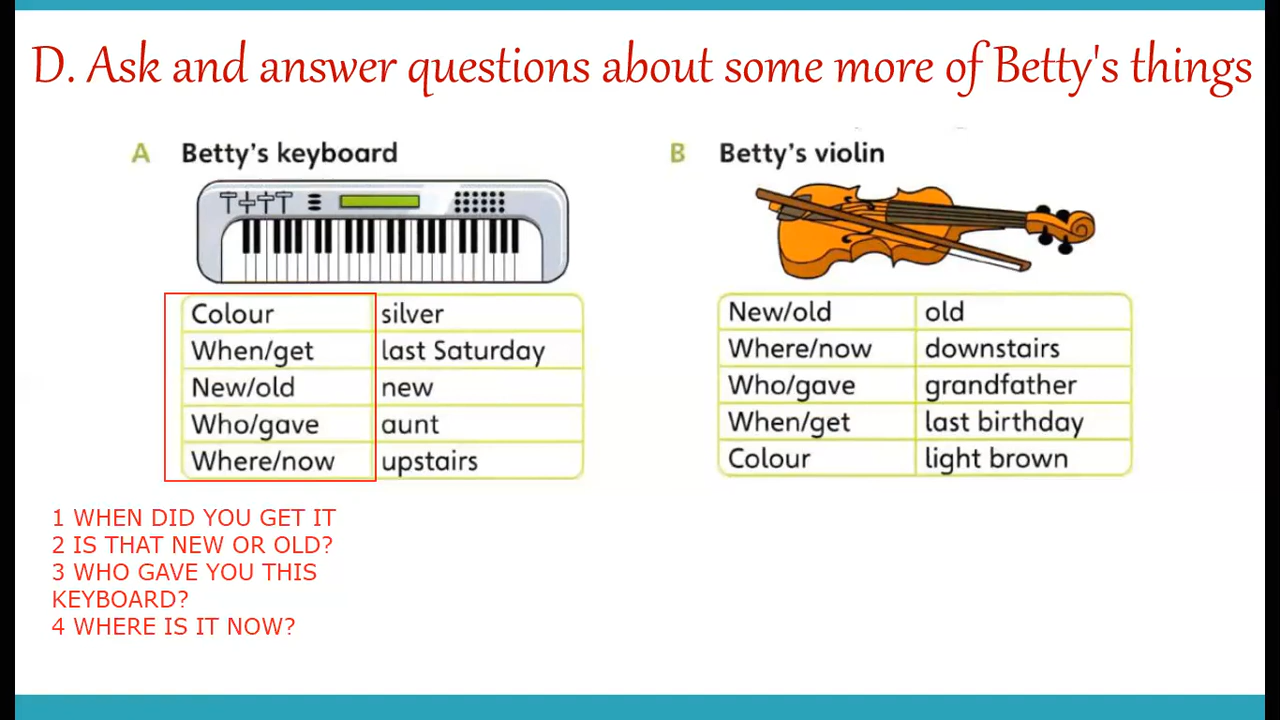 D. Ask and answer questions about some more of Betty's things
A Betty's keyboard
Colour silver
When/get last Saturday
New/old new
Who/gave aunt
Where/now upstairs
B Betty's violin
New/old old
Where/now downstairs
Who/gave grandfather
When/get last birthday
Colour light brown
1 WHEN DID YOU GET IT
2 IS THAT NEW OR OLD?
3 WHO GAVE YOU THIS
KEYBOARD?
4 WHERE IS IT NOW?